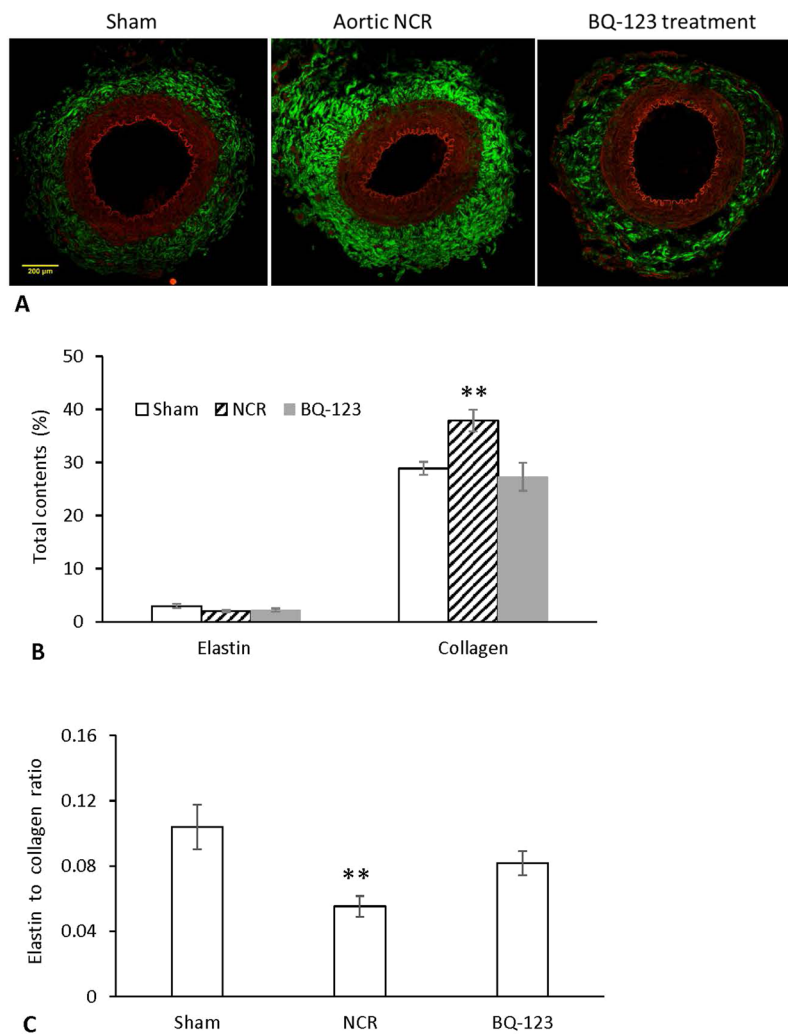 Sham Aortic NCR BQ-123 treatment
200 µm
A
50
40
30
20
10
0
Total contents (%)
Sham NCR BQ-123
**
Elastin Collagen
B
0.16
0.12
0.08
0.04
0
Elastin to collagen ratio
**
Sham NCR BQ-123
C